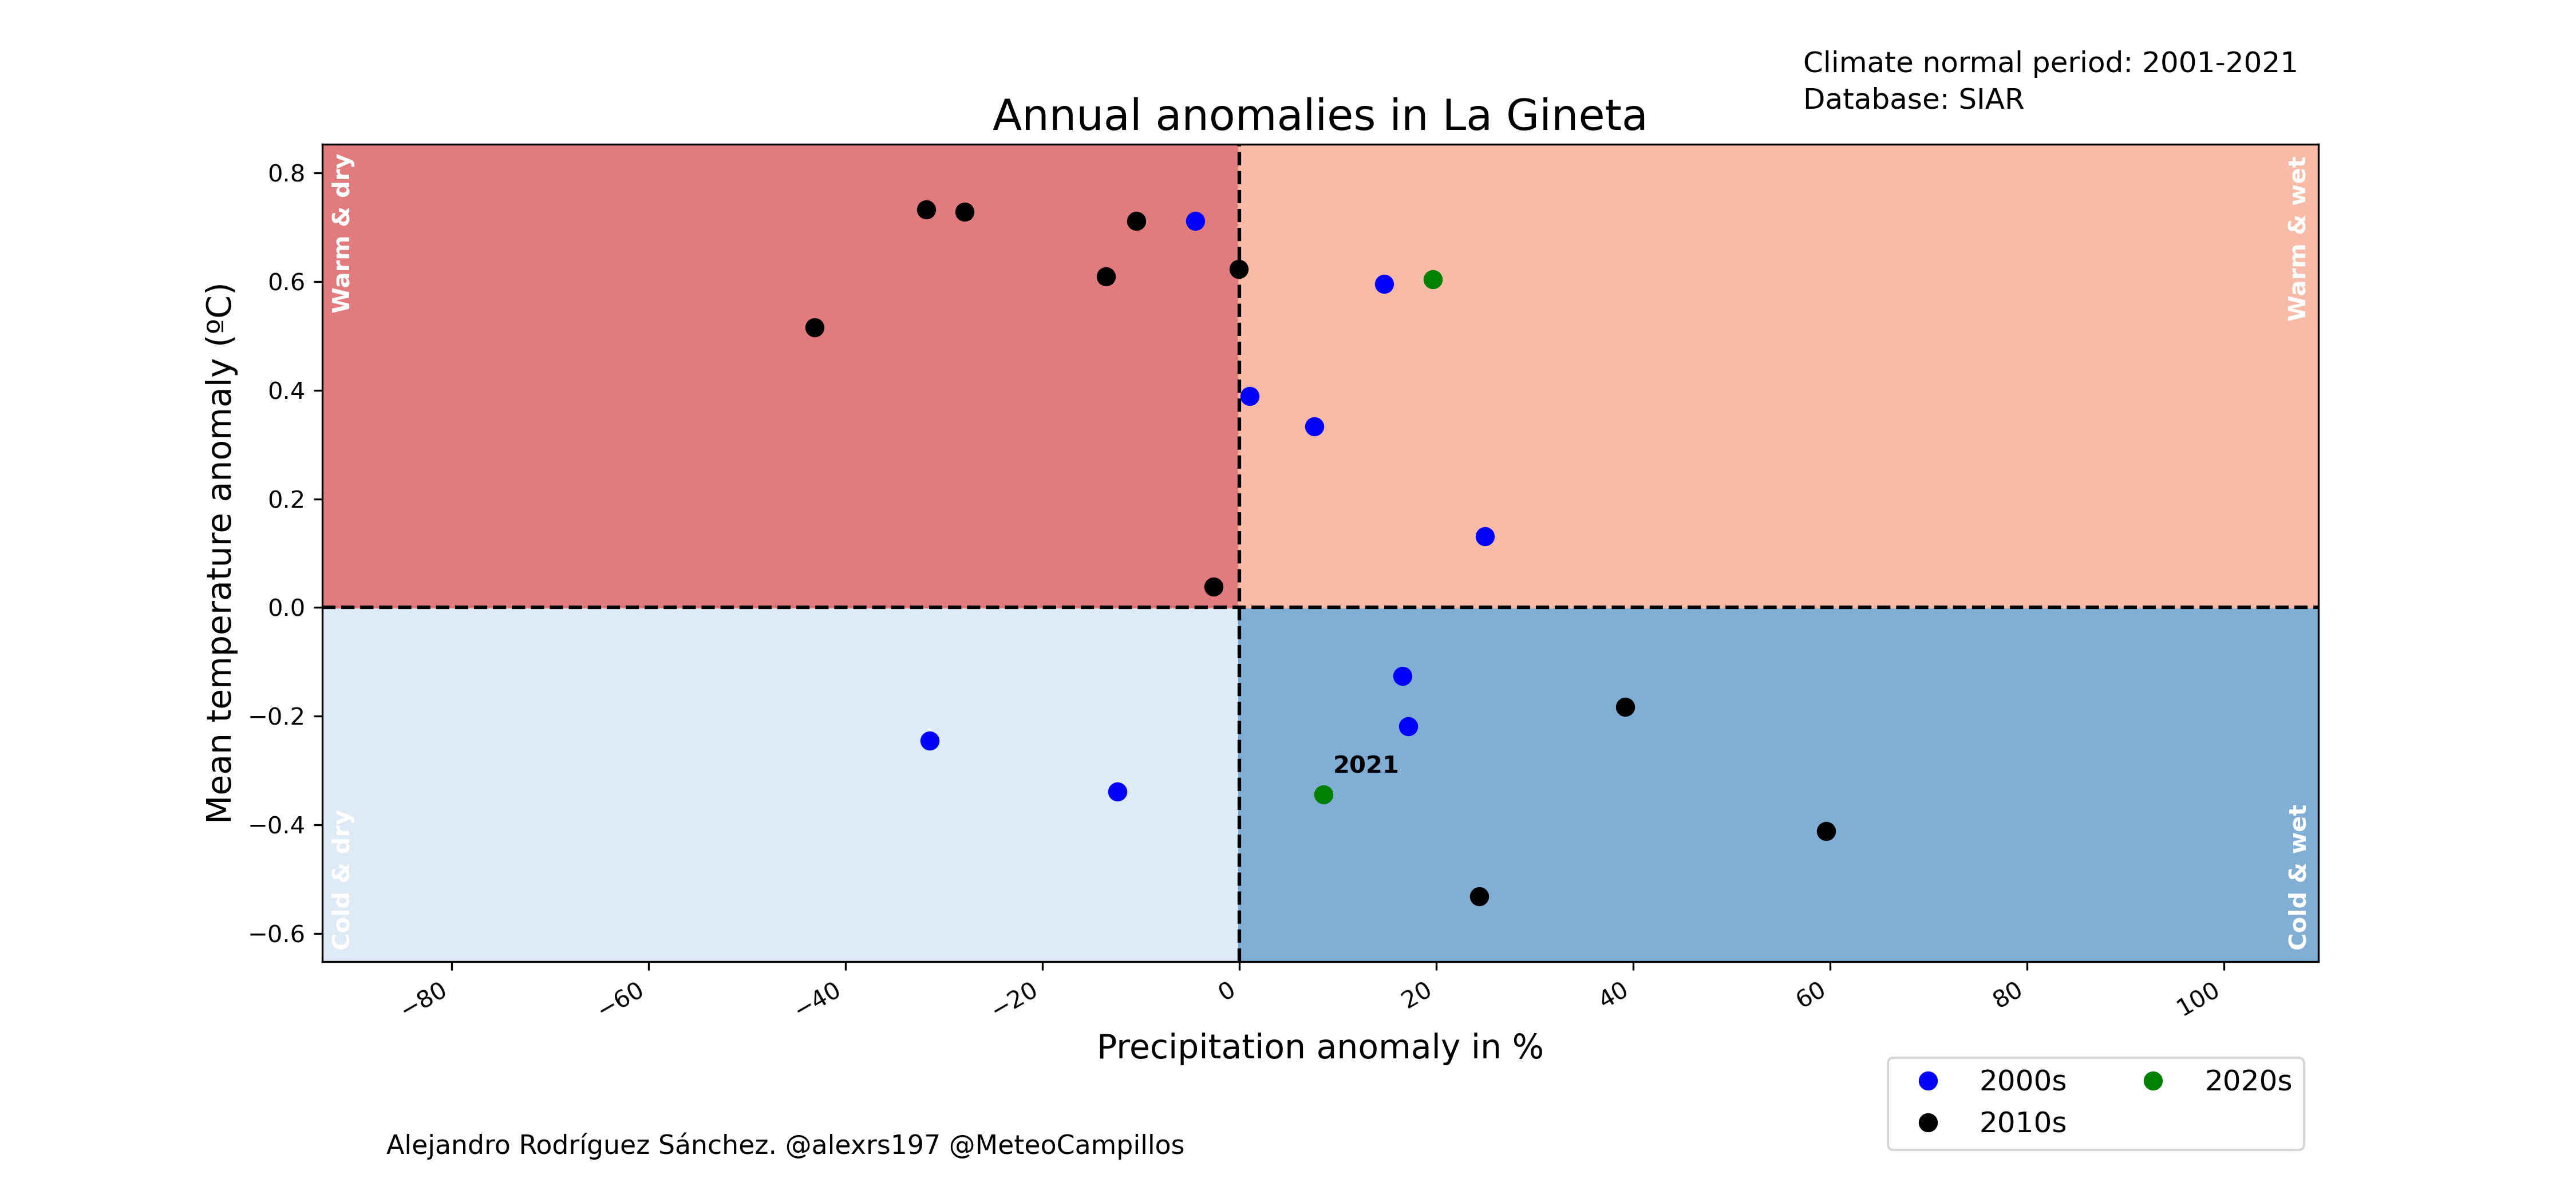 Climate normal period: 2001-2021
Database: SIAR
Annual anomalies in La Gineta
Warm & dry
Warm & wet
Cold & dry
Cold & wet
Mean temperature anomaly (ºC)
0.8
0.6
0.4
0.2
0.0
−0.2
−0.4
−0.6
2021
−80
−60
−40
−20
0
20
40
60
80
100
Precipitation anomaly in %
2000s
2020s
2010s
Alejandro Rodríguez Sánchez. @alexrs197 @MeteoCampillos